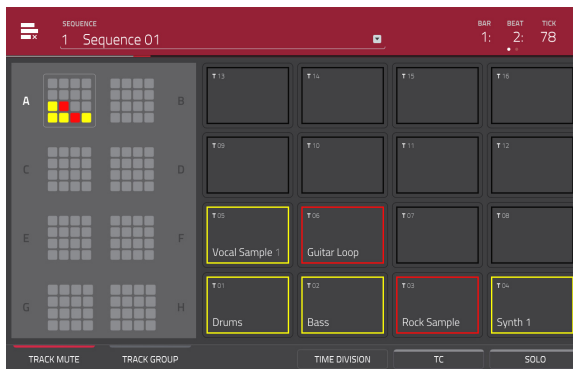 SEQUENCE
1 Sequence 01
BAR BEAT TICK
1: 2: 78
A B
C D
E F
G H
T 13 T 14 T 15 T 16
T 09 T 10 T 11 T 12
T 05 T 06 T 07 T 08
Vocal Sample 1 Guitar Loop
T 01 T 02 T 03 T 04
Drums Bass Rock Sample Synth 1
TRACK MUTE TRACK GROUP TIME DIVISION TC SOLO